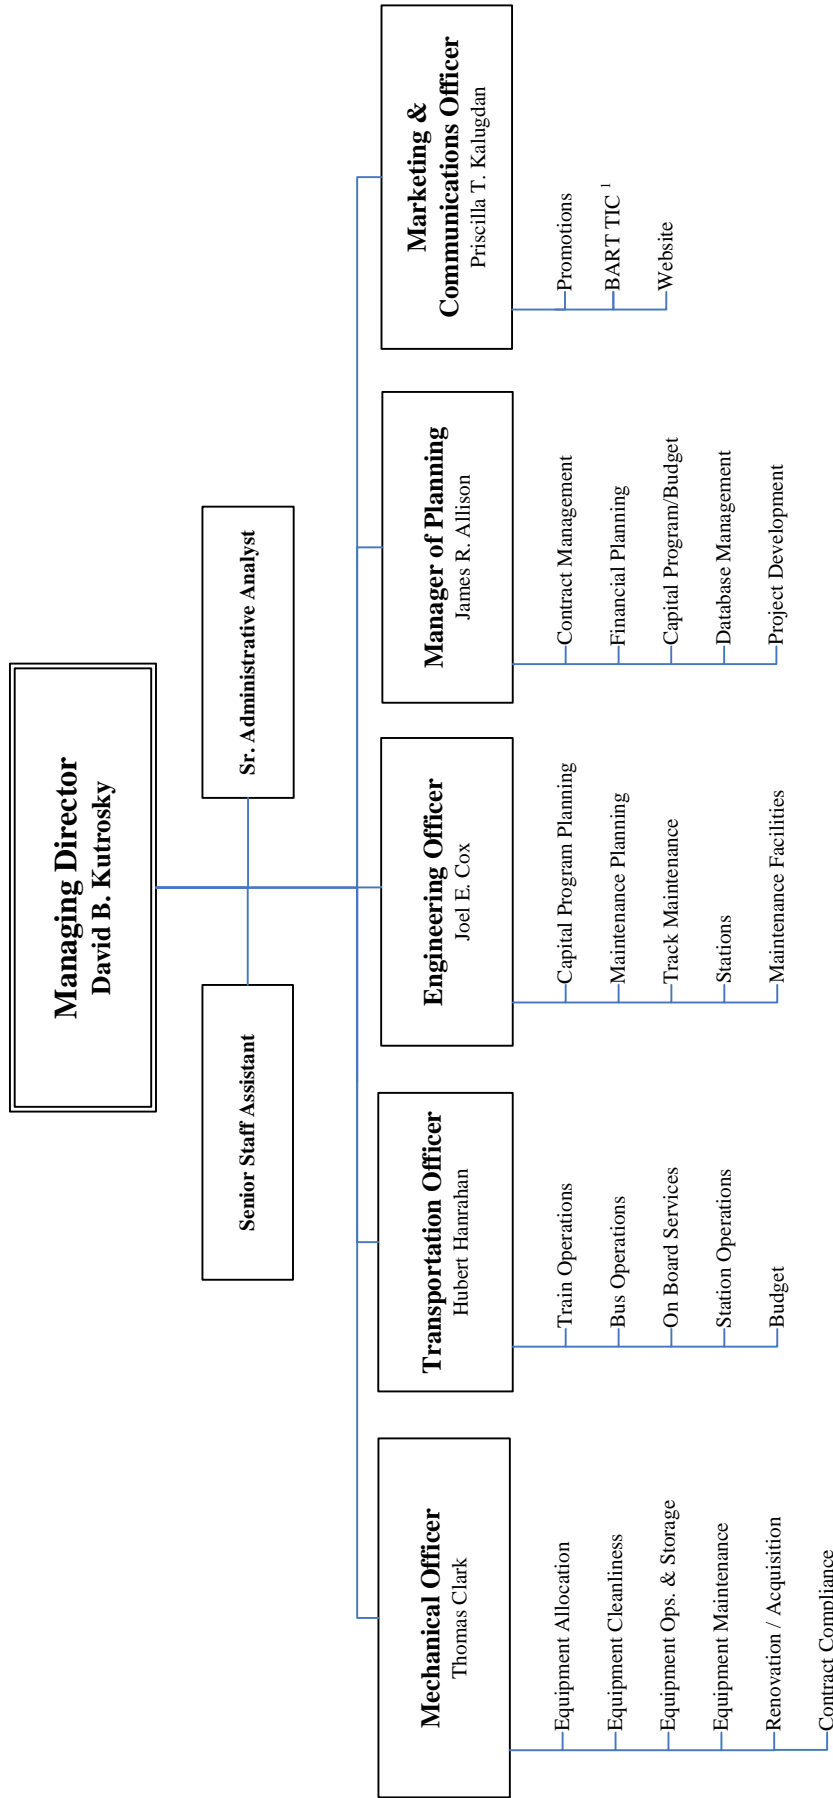 Managing Director
David B. Kutrosky
Senior Staff Assistant
Sr. Administrative Analyst
Mechanical Officer
Thomas Clark
Equipment Allocation
Equipment Cleanliness
Equipment Ops. & Storage
Equipment Maintenance
Renovation / Acquisition
Contract Compliance
Transportation Officer
Hubert Hanrahan
Train Operations
Bus Operations
On Board Services
Station Operations
Budget
Engineering Officer
Joel E. Cox
Capital Program Planning
Maintenance Planning
Track Maintenance
Stations
Maintenance Facilities
Manager of Planning
James R. Allison
Contract Management
Financial Planning
Capital Program/Budget
Database Management
Project Development
Marketing &
Communications Officer
Priscilla T. Kalugdan
Promotions
BART TIC ¹
Website